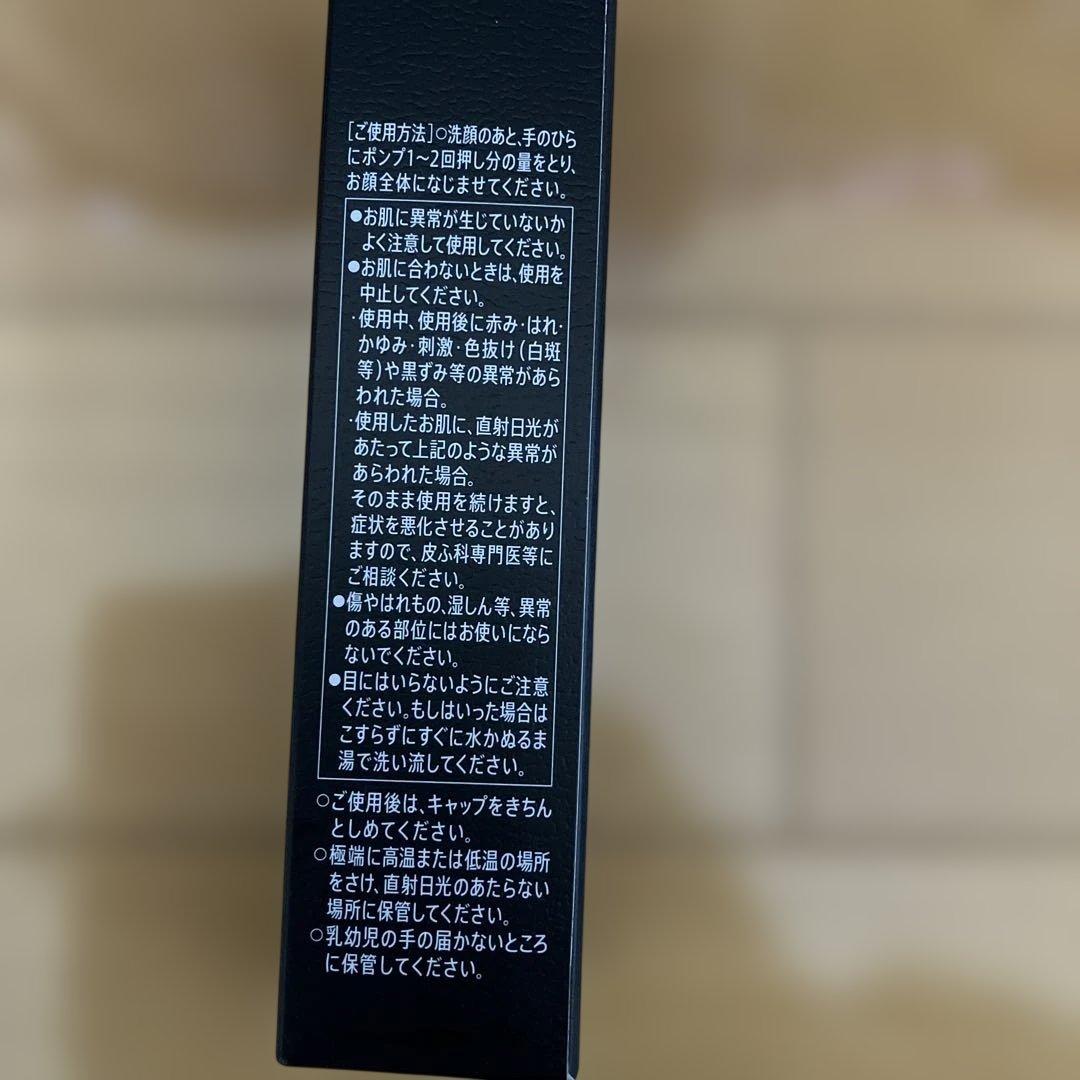 [ご使用方法]○洗顔のあと、手のひら
にポンプ1〜2回押し分の量をとり、
お顔全体になじませてください。
●お肌に異常が生じていないか
よく注意して使用してください。
●お肌に合わないときは、使用を
中止してください。
・使用中、使用後に赤み・はれ・
かゆみ・刺激・色抜け(白斑
等)や黒ずみ等の異常があら
われた場合。
・使用したお肌に、直射日光が
あたって上記のような異常が
あらわれた場合。
そのまま使用を続けますと、
症状を悪化させることがあり
ますので、皮ふ科専門医等に
ご相談ください。
●傷やはれもの、湿しん等、異常
のある部位にはお使いになら
ないでください。
●目にはいらないようにご注意
ください。もしはいった場合は
こすらずにすぐに水かぬるま
湯で洗い流してください。
○ご使用後は、キャップをきちん
としめてください。
○極端に高温または低温の場所
をさけ、直射日光のあたらない
場所に保管してください。
○乳幼児の手の届かないところ
に保管してください。